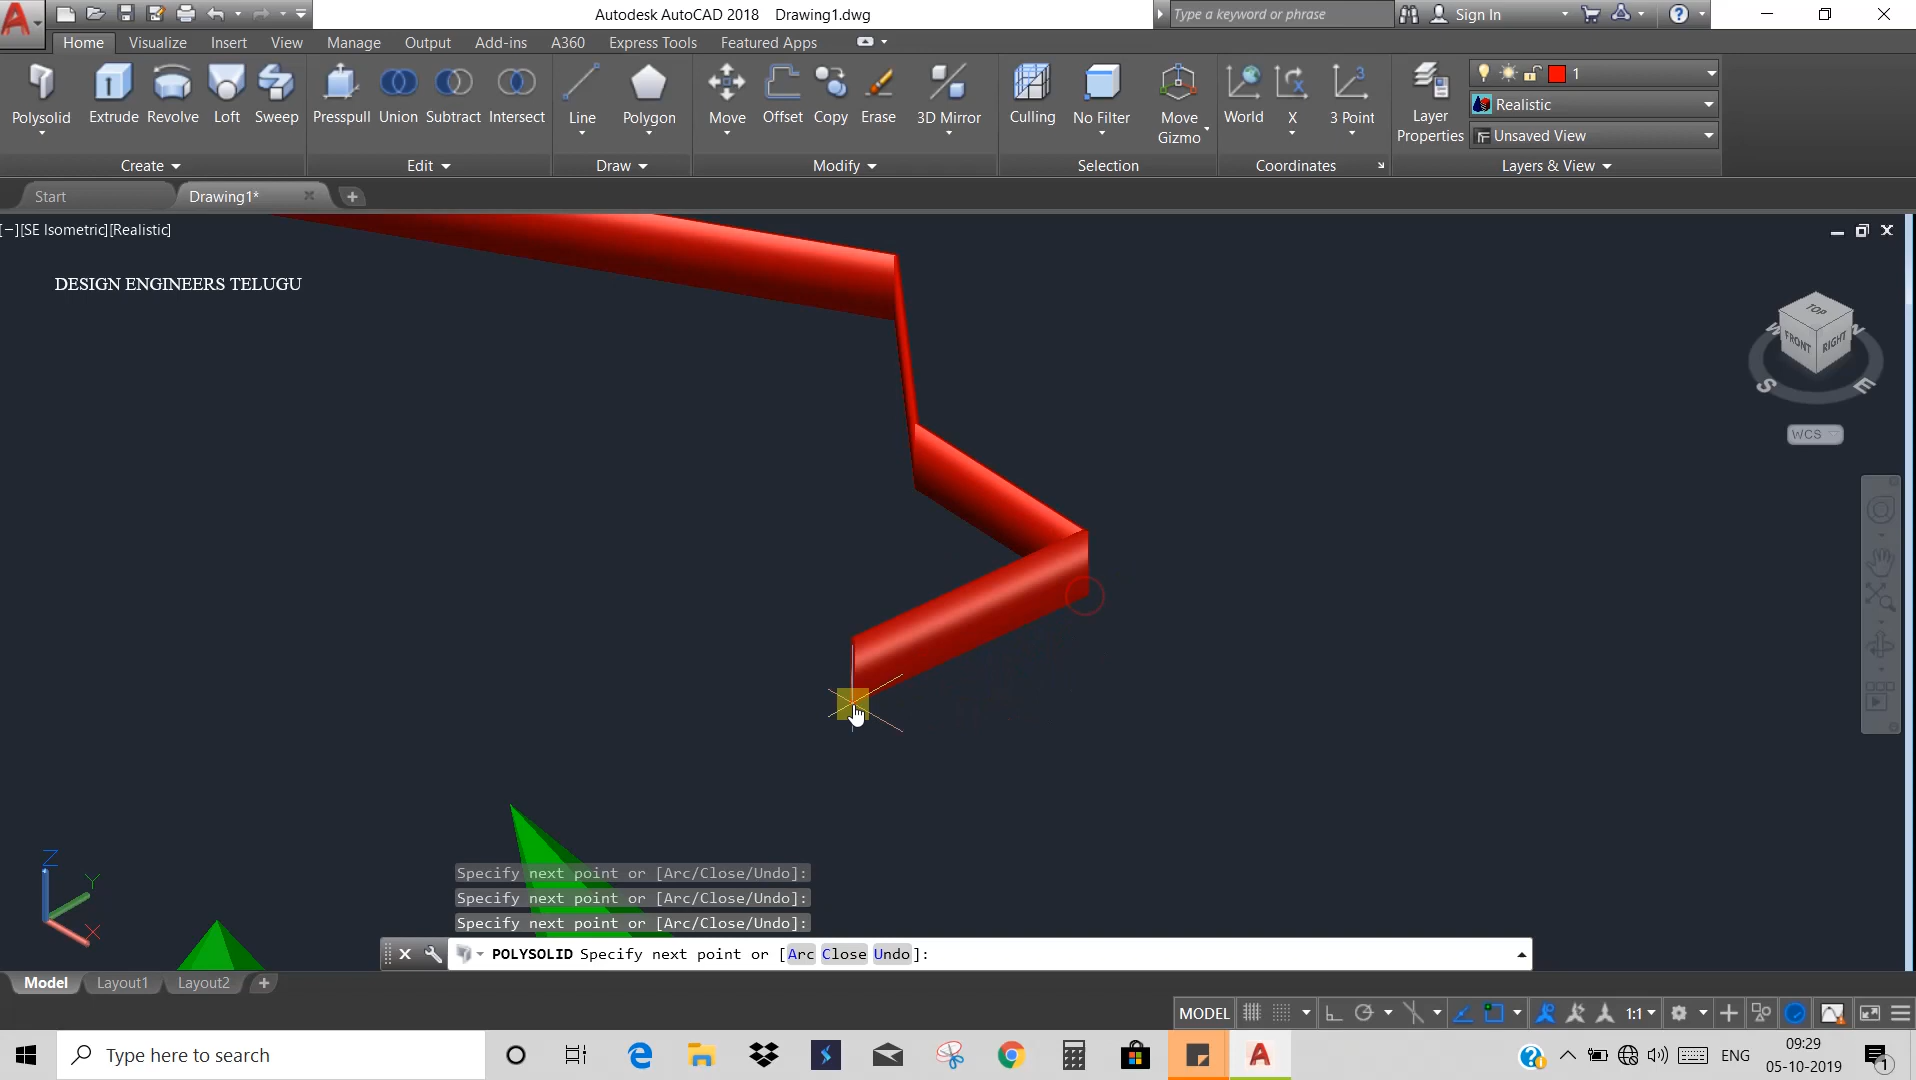 Autodesk AutoCAD 2018 Drawing1.dwg
Type a keyword or phrase
Sign In
Home Visualize Insert View Manage Output Add-ins A360 Express Tools Featured Apps
Polysolid Extrude Revolve Loft Sweep Presspull Union Subtract Intersect Line Polygon Move Offset Copy Erase 3D Mirror Culling No Filter Move Gizmo World X 3 Point Layer Properties
1
Realistic
Unsaved View
Create Edit Draw Modify Selection Coordinates Layers & View
Start Drawing1*
[−][SE Isometric][Realistic]
DESIGN ENGINEERS TELUGU
TOP
FRONT RIGHT
W N
S E
WCS
Z
Y
X
Specify next point or [Arc/Close/Undo]:
Specify next point or [Arc/Close/Undo]:
Specify next point or [Arc/Close/Undo]:
POLYSOLID Specify next point or [Arc Close Undo]:
Model Layout1 Layout2
MODEL 1:1
Type here to search
ENG
09:29
05-10-2019
1